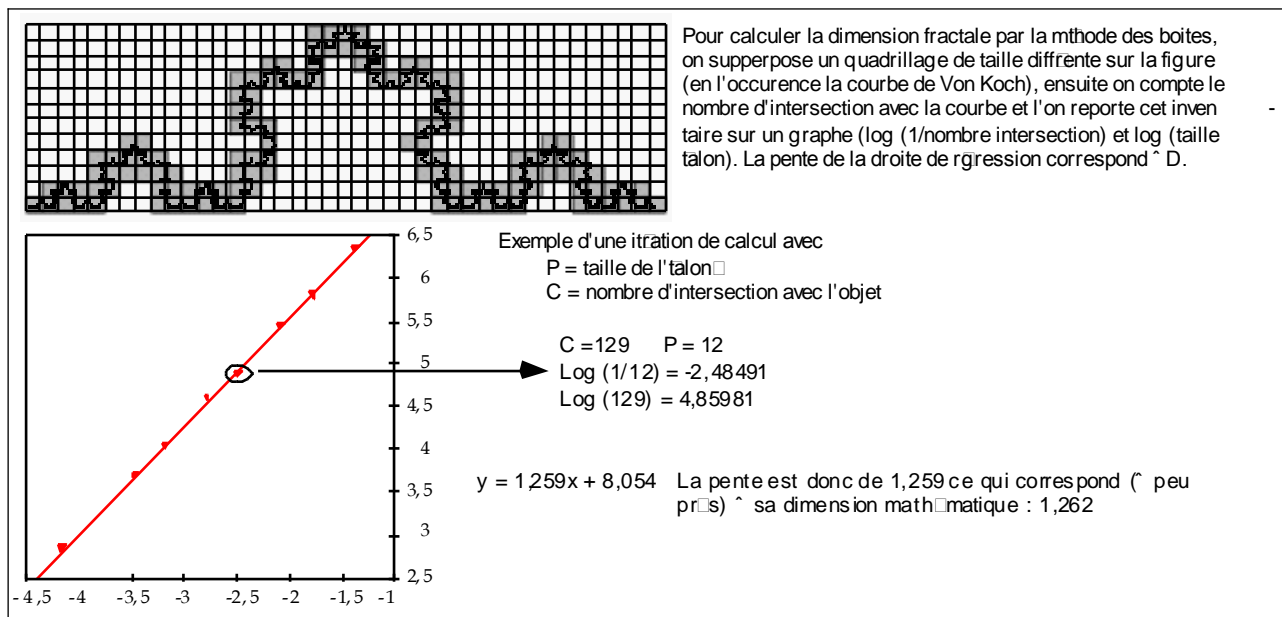 Pour calculer la dimension fractale par la mthode des boites,
on supperpose un quadrillage de taille diffrente sur la figure
(en l'occurence la courbe de Von Koch), ensuite on compte le
nombre d'intersection avec la courbe et l'on reporte cet inven -
taire sur un graphe (log (1/nombre intersection) et log (taille
talon). La pente de la droite de rgression correspond ˆ D.
6,5
6
5,5
5
4,5
4
3,5
3
2,5
-4,5 -4 -3,5 -3 -2,5 -2 -1,5 -1
Exemple d'une itration de calcul avec
P = taille de l'talon□
C = nombre d'intersection avec l'objet
C =129 P = 12
Log (1/12) = -2,48491
Log (129) = 4,85981
y = 1,259x + 8,054 La pente est donc de 1,259 ce qui correspond (ˆ peu
pr□s) ˆ sa dimension math□matique : 1,262